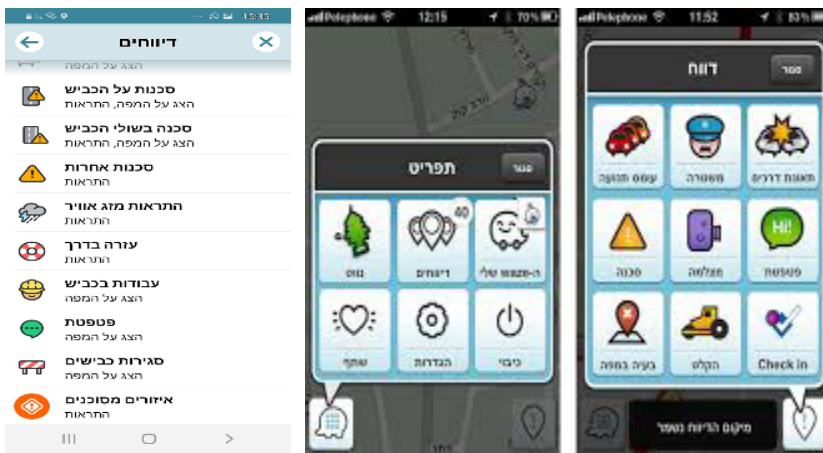 15:45
דיווחים
הצג על המפה
סכנות על הכביש
הצג על המפה, התראות
סכנה בשולי הכביש
הצג על המפה, התראות
סכנות אחרות
התראות
התראות מזג אוויר
התראות
עזרה בדרך
התראות
עבודות בכביש
הצג על המפה
פטפטת
הצג על המפה
סגירות כבישים
הצג על המפה
איזורים מסוכנים
התראות
Pelephone 12:15 70%
תפריט
סגור
ה-waze שלי
דיווחים
40
נווט
כיבוי
הגדרות
שתף
Pelephone 11:52 83%
דווח
סגור
תאונת דרכים
משטרה
עומס תנועה
Hi!
פטפטת
מצלמה
סכנה
Check in
הקלט
בעיה במפה
מיקום הדיווח נשמר